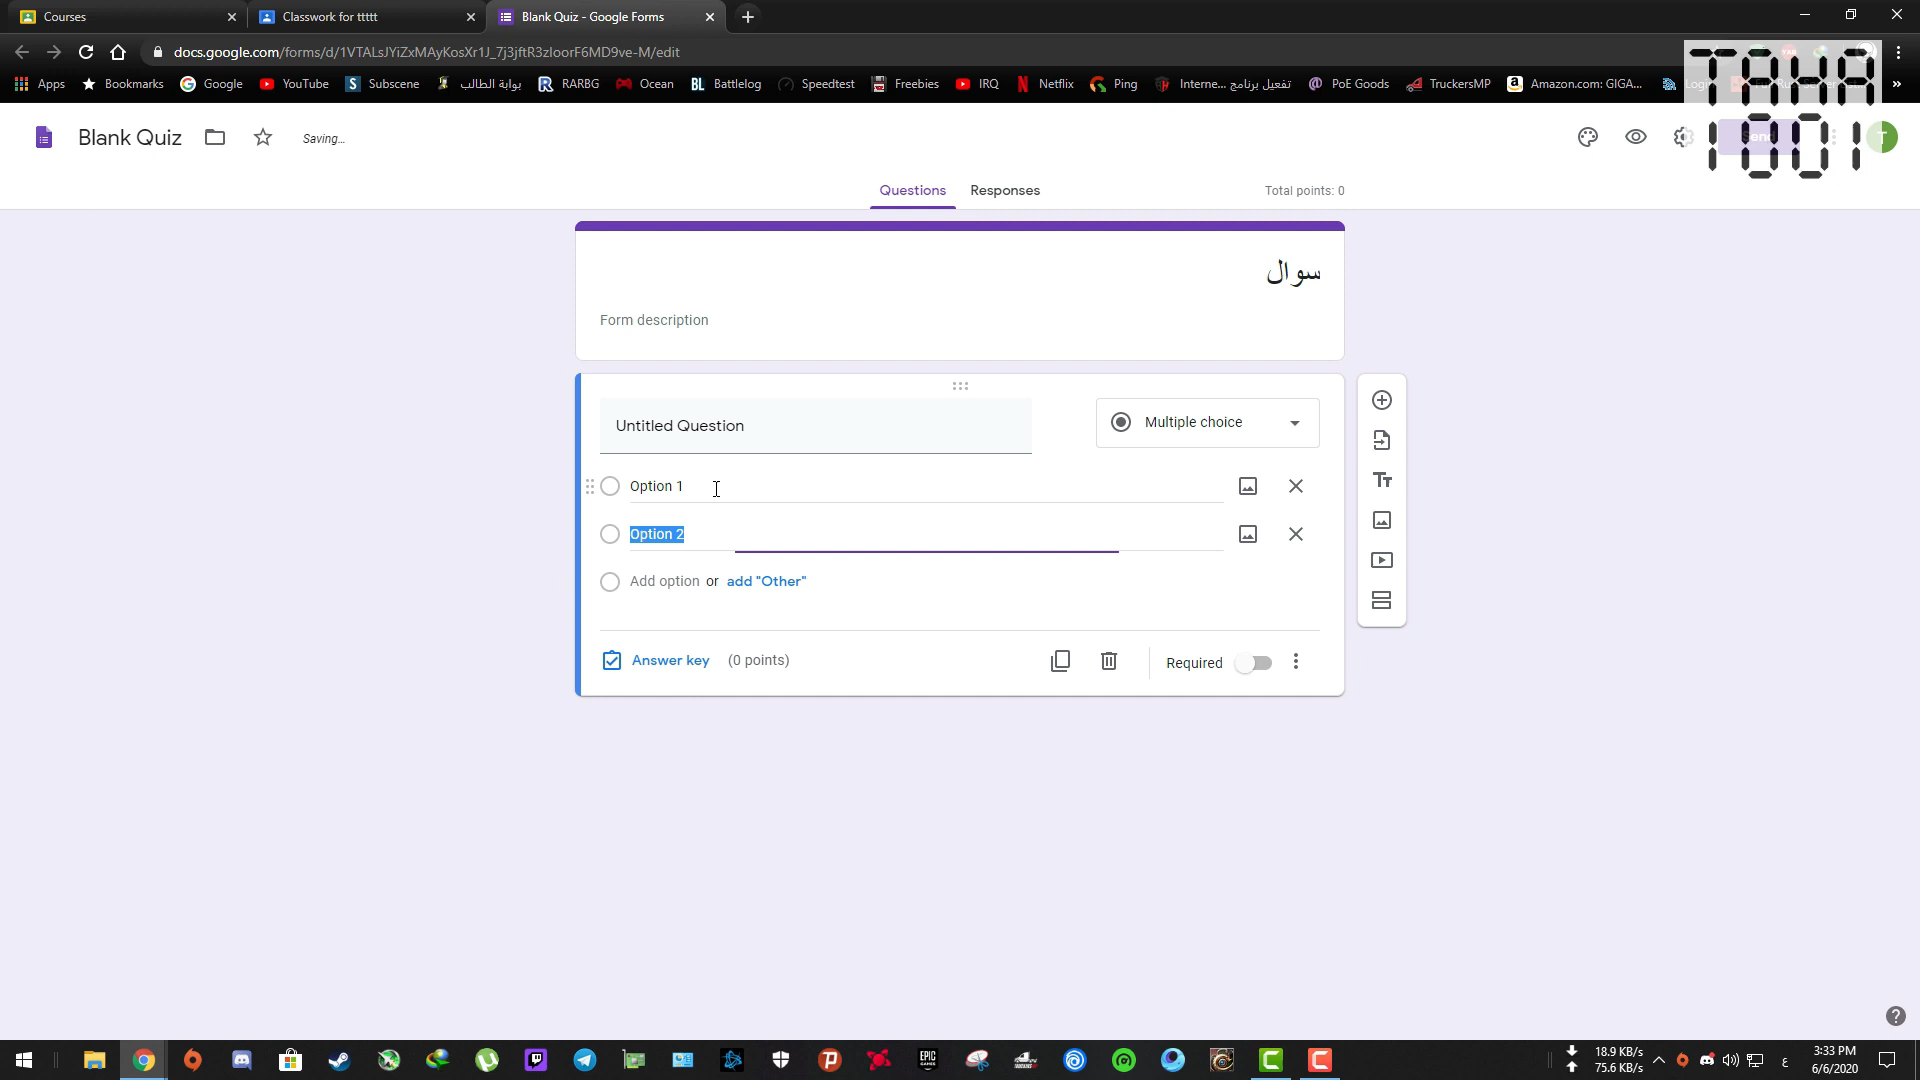 Courses
Classwork for ttttt
Blank Quiz - Google Forms
docs.google.com/forms/d/1VTALsJYiZxMAyKosXr1J_7j3jftR3zIoorF6MD9ve-M/edit
Apps
Bookmarks
Google
YouTube
Subscene
بوابة الطالب
RARBG
Ocean
Battlelog
Speedtest
Freebies
IRQ
Netflix
Ping
تفعيل برنامج ...Interne
PoE Goods
TruckersMP
Amazon.com: GIGA...
TAHA
1001
Blank Quiz
Saving...
Send
T
Questions
Responses
Total points: 0
سوال
Form description
Untitled Question
Multiple choice
Option 1
Option 2
Add option or add "Other"
Answer key (0 points)
Required
18.9 KB/s
75.6 KB/s
ع
3:33 PM
6/6/2020